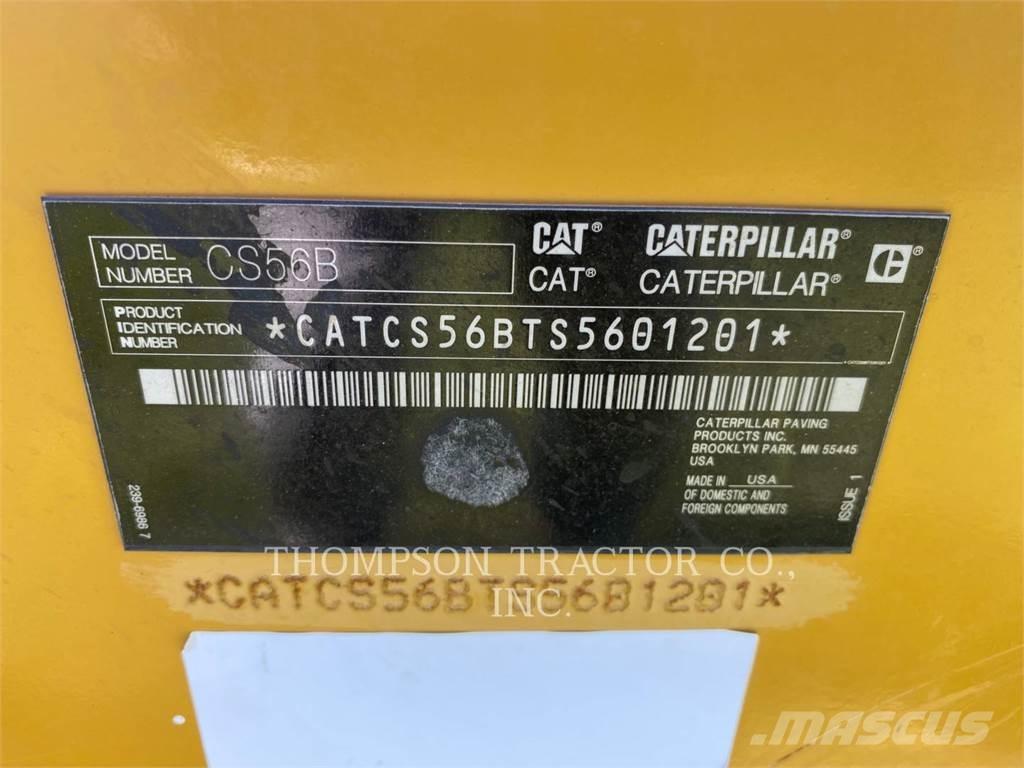 MODEL NUMBER CS56B
CAT® CATERPILLAR® ®
CAT® CATERPILLAR®
PRODUCT
IDENTIFICATION
NUMBER
*CATCS56BTS5601201*
CATERPILLAR PAVING
PRODUCTS INC.
BROOKLYN PARK, MN 55445
USA
MADE IN USA
OF DOMESTIC AND
FOREIGN COMPONENTS
ISSUE 1
239-6986 7
THOMPSON TRACTOR CO.,
INC.
*CATCS56BTS5601201*
MASCUS